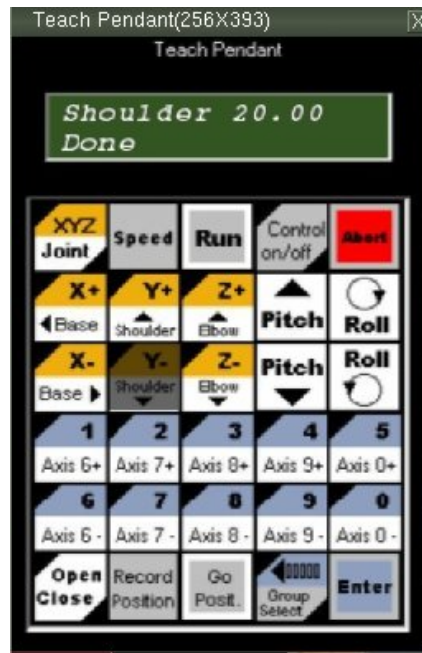 Teach Pendant(256X393) X
Teach Pendant
Shoulder 20.00
Done
XYZ Joint Speed Run Control on/off Abort
X+ Base Y+ Shoulder Z+ Elbow Pitch Roll
X- Base Y- Shoulder Z- Elbow Pitch Roll
1 2 3 4 5
Axis 6+ Axis 7+ Axis 8+ Axis 9+ Axis 0+
6 7 8 9 0
Axis 6 - Axis 7 - Axis 8 - Axis 9 - Axis 0 -
Open Close Record Position Go Posit. Group Select Enter